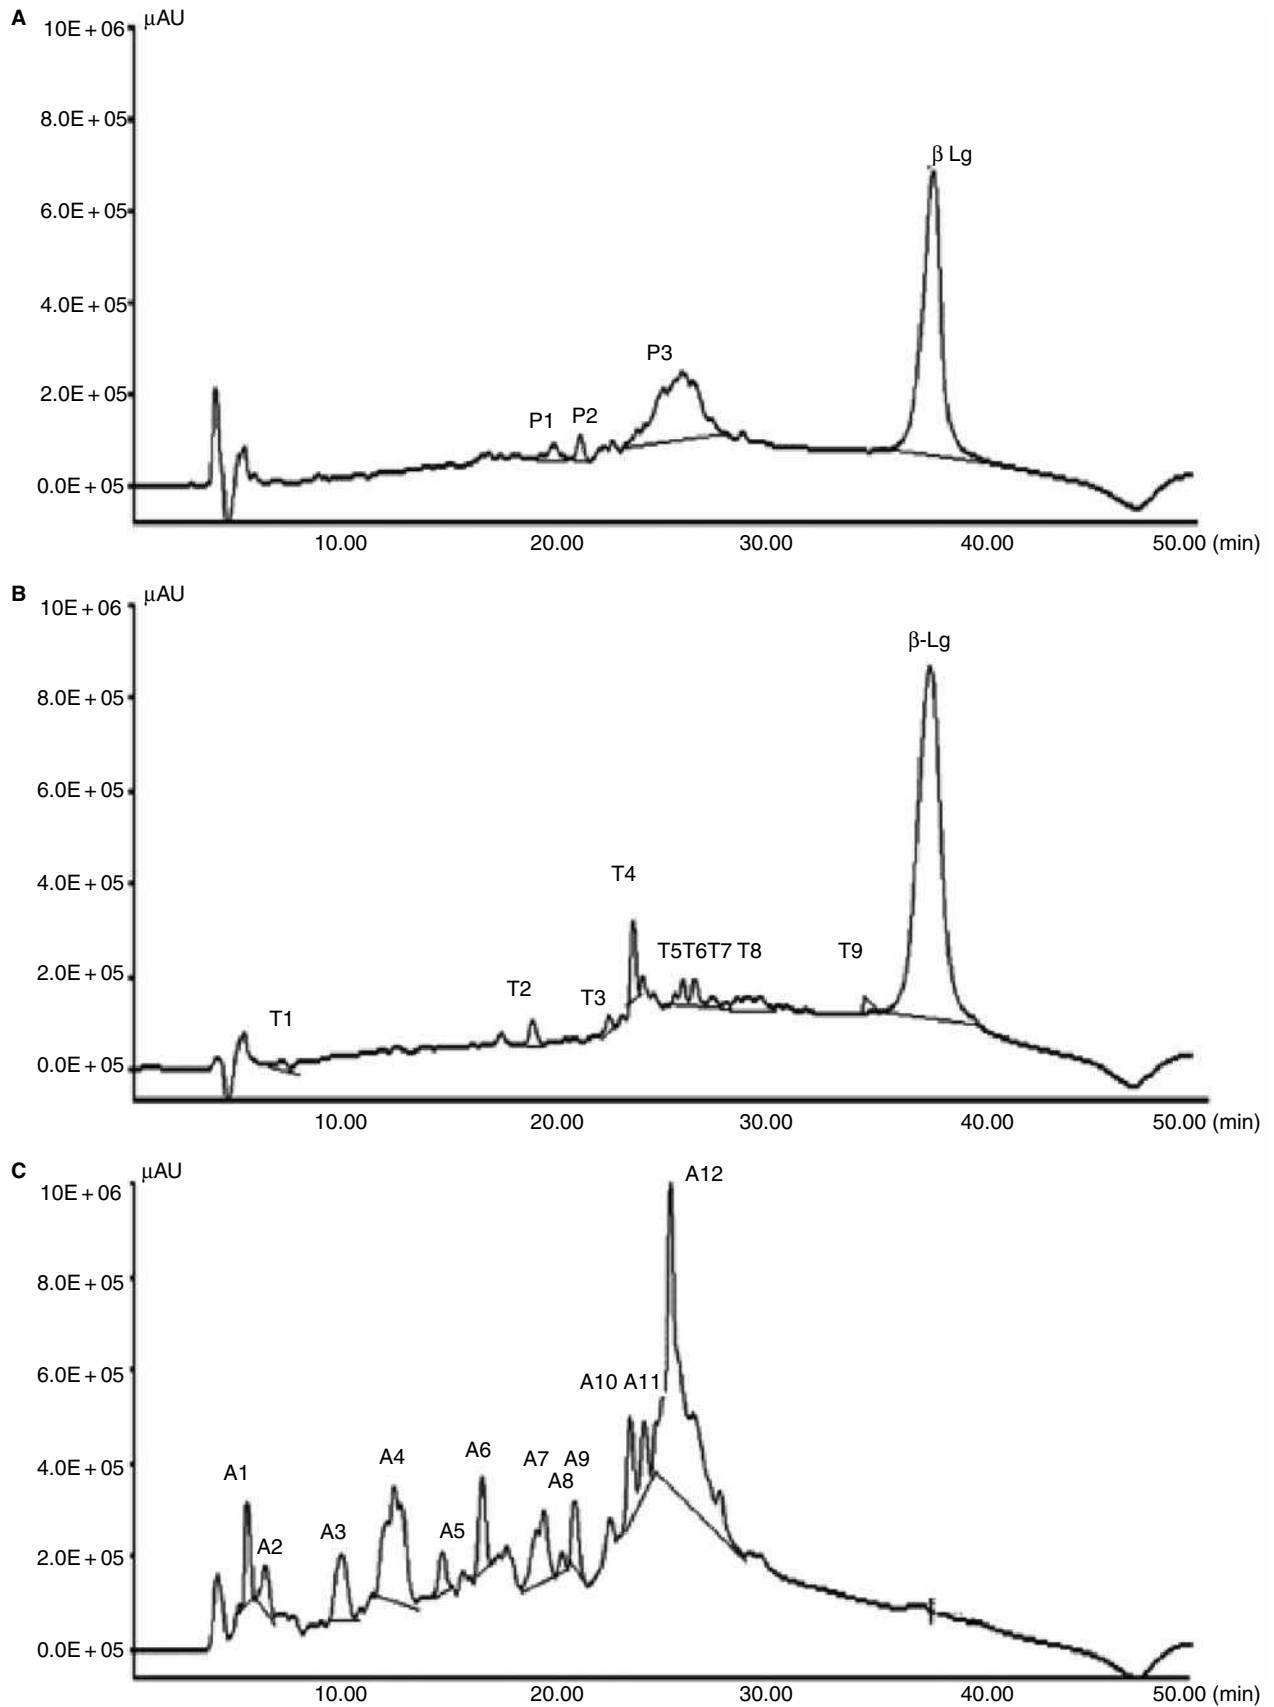 A
μAU
10E + 06
8.0E + 05
6.0E + 05
4.0E + 05
2.0E + 05
0.0E + 05
β Lg
P3
P1 P2
10.00 20.00 30.00 40.00 50.00 (min)
B
μAU
10E + 06
8.0E + 05
6.0E + 05
4.0E + 05
2.0E + 05
0.0E + 05
β-Lg
T4
T5T6T7 T8 T9
T2 T3
T1
10.00 20.00 30.00 40.00 50.00 (min)
C
μAU
10E + 06
8.0E + 05
6.0E + 05
4.0E + 05
2.0E + 05
0.0E + 05
A12
A10 A11
A4 A6 A7 A9
A1 A8
A2 A3 A5
10.00 20.00 30.00 40.00 50.00 (min)